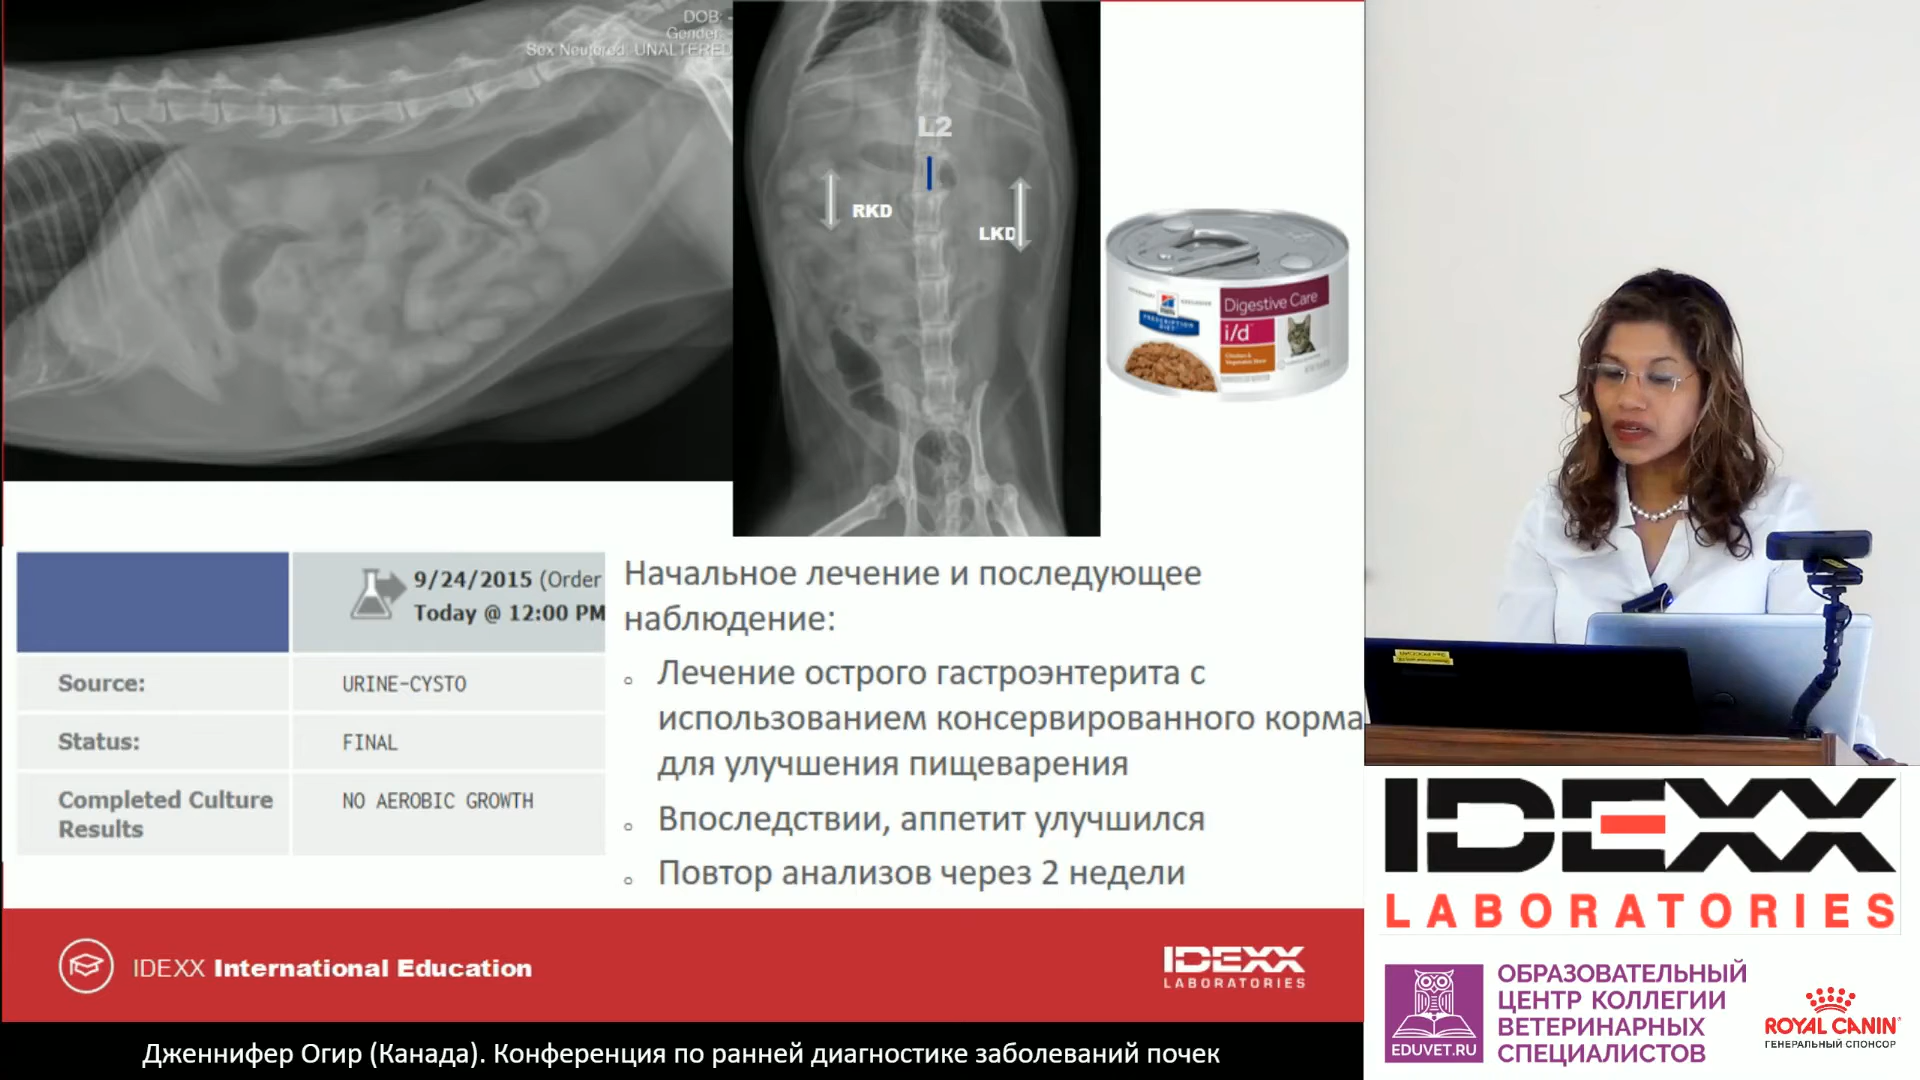 DOB: -
Gender: -
Sex Neutered: UNALTERED
L2
RKD
LKD
Digestive Care
PRESCRIPTION DIET
i/d
9/24/2015 (Order
Today @ 12:00 PM
Source:
URINE-CYSTO
Status:
FINAL
Completed Culture
Results
NO AEROBIC GROWTH
Начальное лечение и последующее
наблюдение:
Лечение острого гастроэнтерита с
использованием консервированного корма
для улучшения пищеварения
Впоследствии, аппетит улучшился
Повтор анализов через 2 недели
IDEXX International Education
IDEXX
LABORATORIES
Дженнифер Огир (Канада). Конференция по ранней диагностике заболеваний почек
IDEXX
LABORATORIES
EDUVET.RU
ОБРАЗОВАТЕЛЬНЫЙ
ЦЕНТР КОЛЛЕГИИ
ВЕТЕРИНАРНЫХ
СПЕЦИАЛИСТОВ
ROYAL CANIN
ГЕНЕРАЛЬНЫЙ СПОНСОР